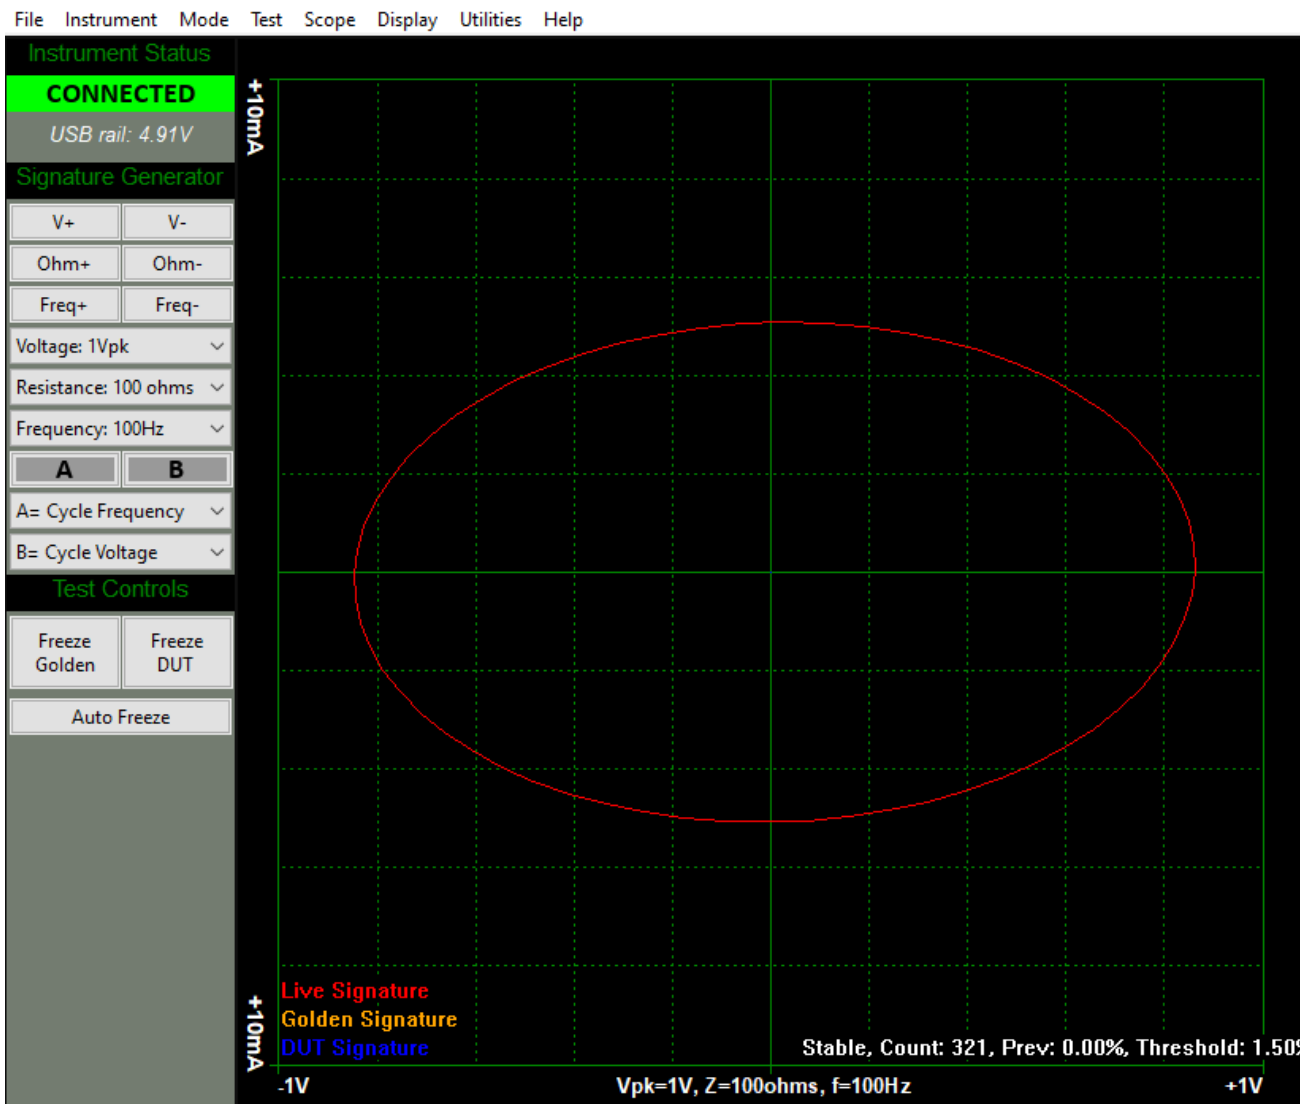 File Instrument Mode Test Scope Display Utilities Help
Instrument Status
CONNECTED
USB rail: 4.91V
Signature Generator
V+ V-
Ohm+ Ohm-
Freq+ Freq-
Voltage: 1Vpk
Resistance: 100 ohms
Frequency: 100Hz
A B
A= Cycle Frequency
B= Cycle Voltage
Test Controls
Freeze Golden
Freeze DUT
Auto Freeze
+10mA
+10mA
Live Signature
Golden Signature
DUT Signature
Stable, Count: 321, Prev: 0.00%, Threshold: 1.50%
-1V Vpk=1V, Z=100ohms, f=100Hz +1V